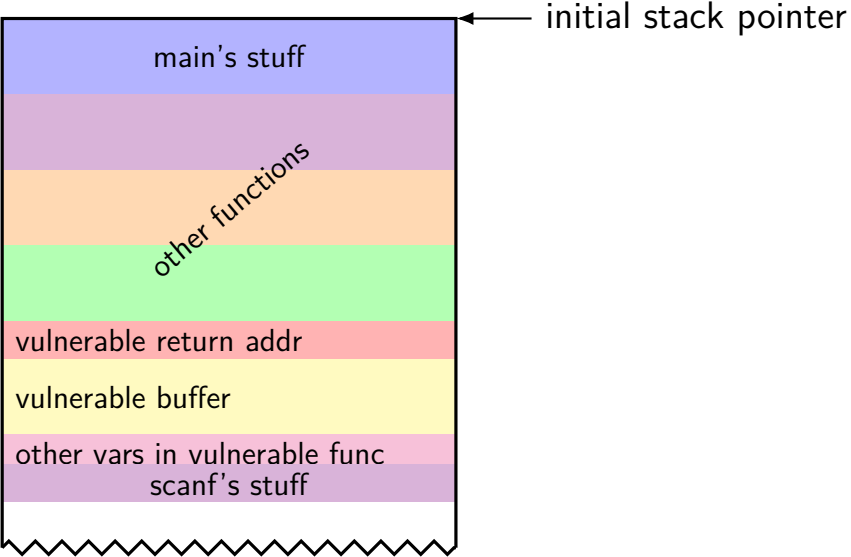 initial stack pointer
main's stuff
other functions
vulnerable return addr
vulnerable buffer
other vars in vulnerable func
scanf's stuff